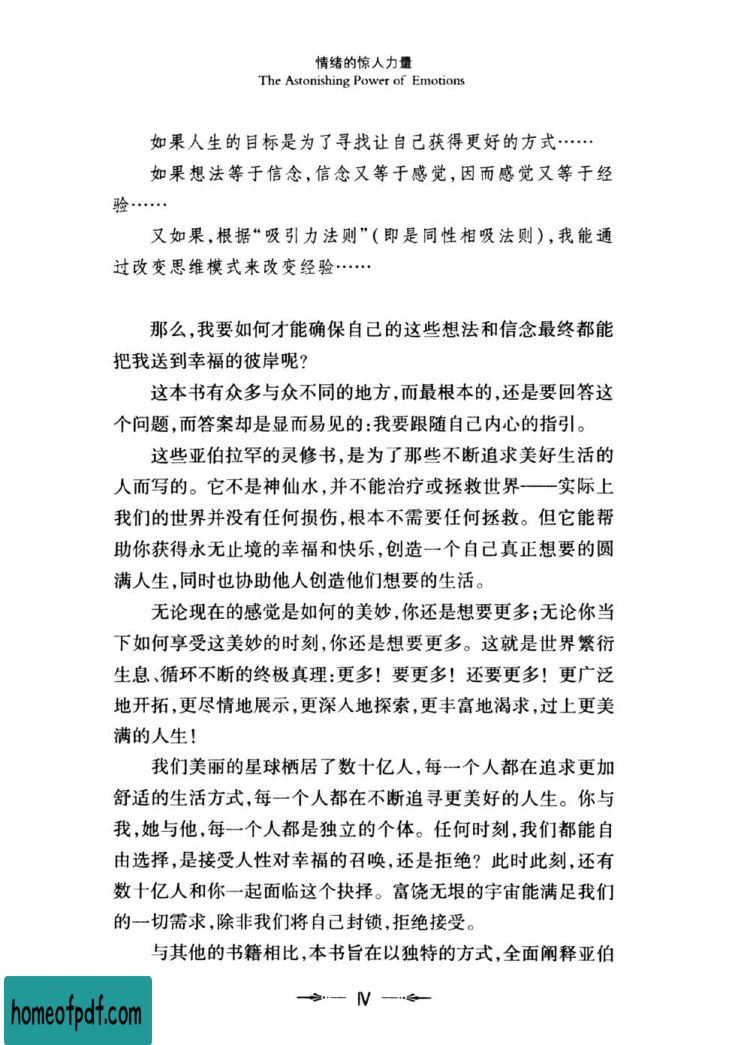 情绪的惊人力量
The Astonishing Power of Emotions
如果人生的目标是为了寻找让自己获得更好的方式……
如果想法等于信念,信念又等于感觉,因而感觉又等于经
验……
又如果,根据“吸引力法则”(即是同性相吸法则),我能通
过改变思维模式来改变经验……
那么,我要如何才能确保自己的这些想法和信念最终都能
把我送到幸福的彼岸呢?
这本书有众多与众不同的地方,而最根本的,还是要回答这
个问题,而答案却是显而易见的:我要跟随自己内心的指引。
这些亚伯拉罕的灵修书,是为了那些不断追求美好生活的
人而写的。它不是神仙水,并不能治疗或拯救世界——实际上
我们的世界并没有任何损伤,根本不需要任何拯救。但它能帮
助你获得永无止境的幸福和快乐,创造一个自己真正想要的圆
满人生,同时也协助他人创造他们想要的生活。
无论现在的感觉是如何的美妙,你还是想要更多;无论你当
下如何享受这美妙的时刻,你还是想要更多。这就是世界繁衍
生息、循环不断的终极真理:更多!要更多!还要更多!更广泛
地开拓,更尽情地展示,更深入地探索,更丰富地渴求,过上更美
满的人生!
我们美丽的星球栖居了数十亿人,每一个人都在追求更加
舒适的生活方式,每一个人都在不断追寻更美好的人生。你与
我,她与他,每一个人都是独立的个体。任何时刻,我们都能自
由选择,是接受人性对幸福的召唤,还是拒绝?此时此刻,还有
数十亿人和你一起面临这个抉择。富饶无垠的宇宙能满足我们
的一切需求,除非我们将自己封锁,拒绝接受。
与其他的书籍相比,本书旨在以独特的方式,全面阐释亚伯
IV
homeofpdf.com